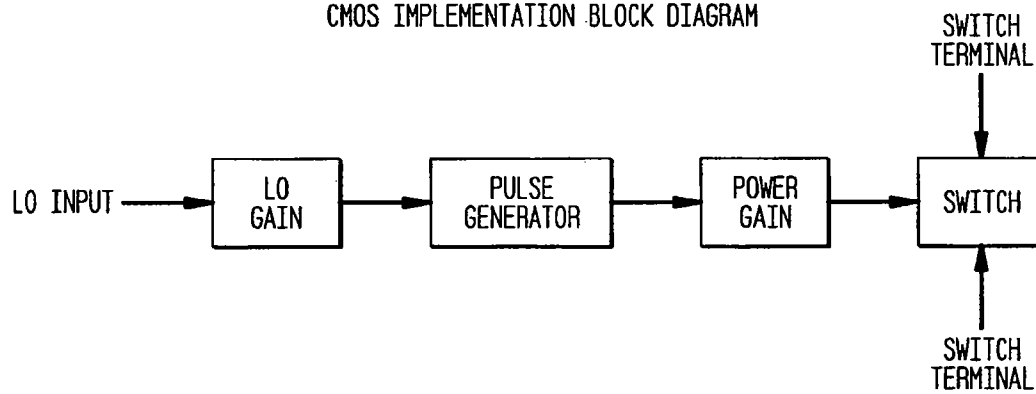 CMOS IMPLEMENTATION BLOCK DIAGRAM
SWITCH
TERMINAL
LO INPUT
LO
GAIN
PULSE
GENERATOR
POWER
GAIN
SWITCH
SWITCH
TERMINAL